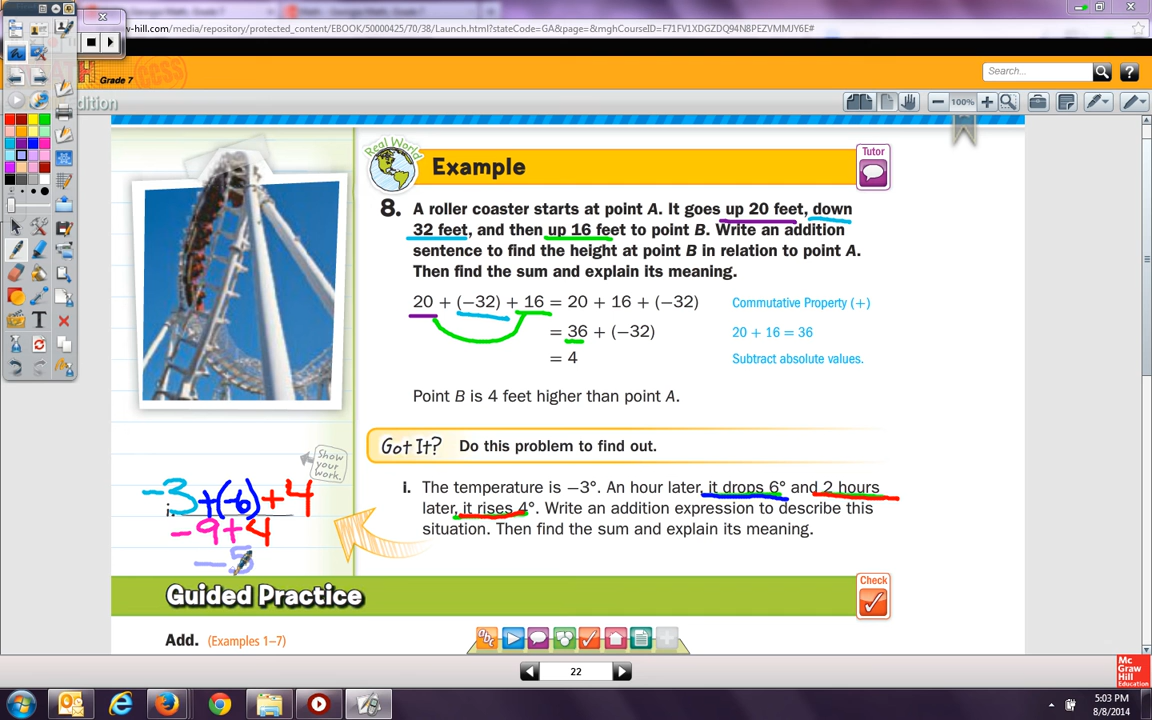 w-hill.com/media/repository/protected_content/EBOOK/50000425/70/38/Launch.html?stateCode=GA&page=&mghCourseID=F71FV1XDGZDQ94N8PEZVMMJY6E#
Grade 7
Search...
?
dition
100%
Real World
Example
Tutor
8. A roller coaster starts at point A. It goes up 20 feet, down
32 feet, and then up 16 feet to point B. Write an addition
sentence to find the height at point B in relation to point A.
Then find the sum and explain its meaning.
20 + (−32) + 16 = 20 + 16 + (−32) Commutative Property (+)
= 36 + (−32) 20 + 16 = 36
= 4 Subtract absolute values.
Point B is 4 feet higher than point A.
Got It? Do this problem to find out.
Show
your
work.
i. The temperature is −3°. An hour later, it drops 6° and 2 hours
later, it rises 4°. Write an addition expression to describe this
situation. Then find the sum and explain its meaning.
i.
-3+(-6)+4
-9+4
-5
Guided Practice
Check
Add. (Examples 1–7)
abc
22
Mc
Graw
Hill
Education
5:03 PM
8/8/2014